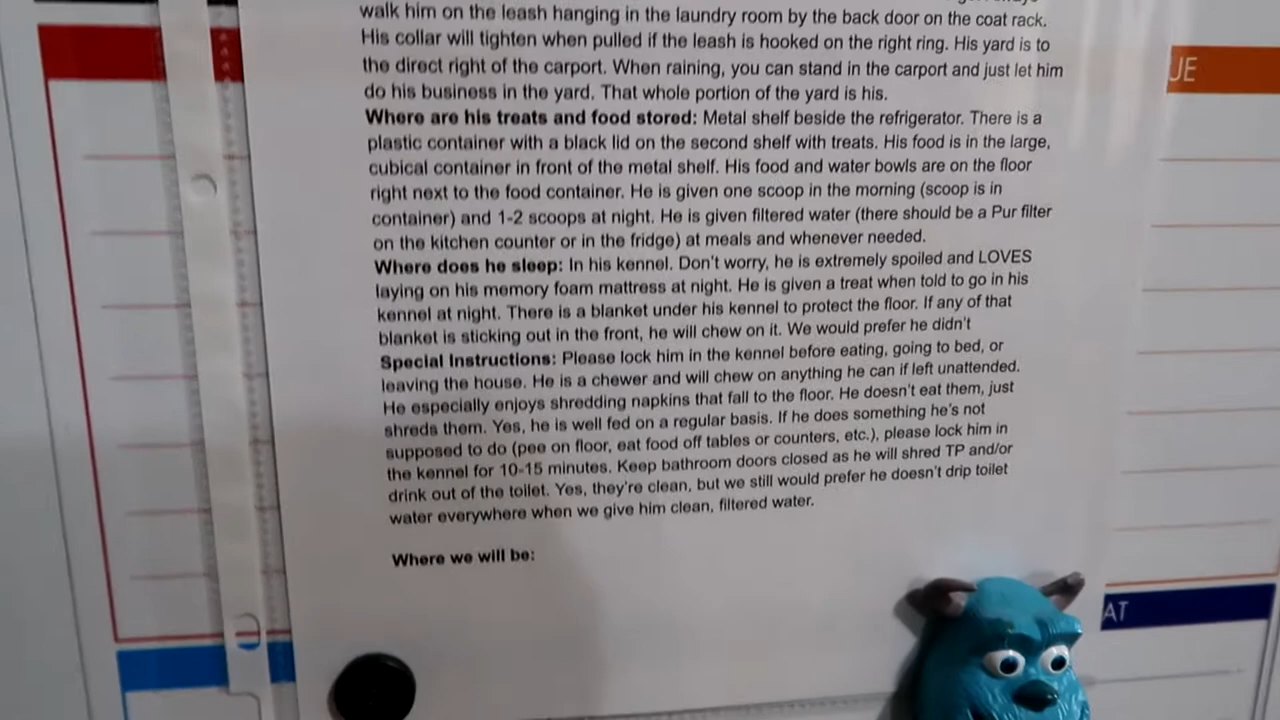 walk him on the leash hanging in the laundry room by the back door on the coat rack.
His collar will tighten when pulled if the leash is hooked on the right ring. His yard is to
the direct right of the carport. When raining, you can stand in the carport and just let him
do his business in the yard. That whole portion of the yard is his.
Where are his treats and food stored: Metal shelf beside the refrigerator. There is a
plastic container with a black lid on the second shelf with treats. His food is in the large,
cubical container in front of the metal shelf. His food and water bowls are on the floor
right next to the food container. He is given one scoop in the morning (scoop is in
container) and 1-2 scoops at night. He is given filtered water (there should be a Pur filter
on the kitchen counter or in the fridge) at meals and whenever needed.
Where does he sleep: In his kennel. Don't worry, he is extremely spoiled and LOVES
laying on his memory foam mattress at night. He is given a treat when told to go in his
kennel at night. There is a blanket under his kennel to protect the floor. If any of that
blanket is sticking out in the front, he will chew on it. We would prefer he didn't
Special Instructions: Please lock him in the kennel before eating, going to bed, or
leaving the house. He is a chewer and will chew on anything he can if left unattended.
He especially enjoys shredding napkins that fall to the floor. He doesn't eat them, just
shreds them. Yes, he is well fed on a regular basis. If he does something he's not
supposed to do (pee on floor, eat food off tables or counters, etc.), please lock him in
the kennel for 10-15 minutes. Keep bathroom doors closed as he will shred TP and/or
drink out of the toilet. Yes, they're clean, but we still would prefer he doesn't drip toilet
water everywhere when we give him clean, filtered water.
Where we will be:
UE
AT